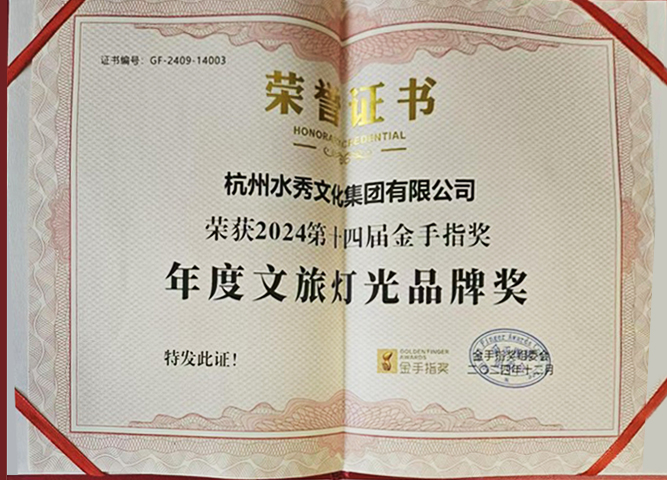 证书编号：GF-2409-14003
荣誉证书
杭州水秀文化集团有限公司
荣获2024第十四届金手指奖
年度文旅灯光品牌奖
特发此证！
GOLDEN FINGER
AWARDS
金手指奖
金手指奖组委会
二〇二四年十二月